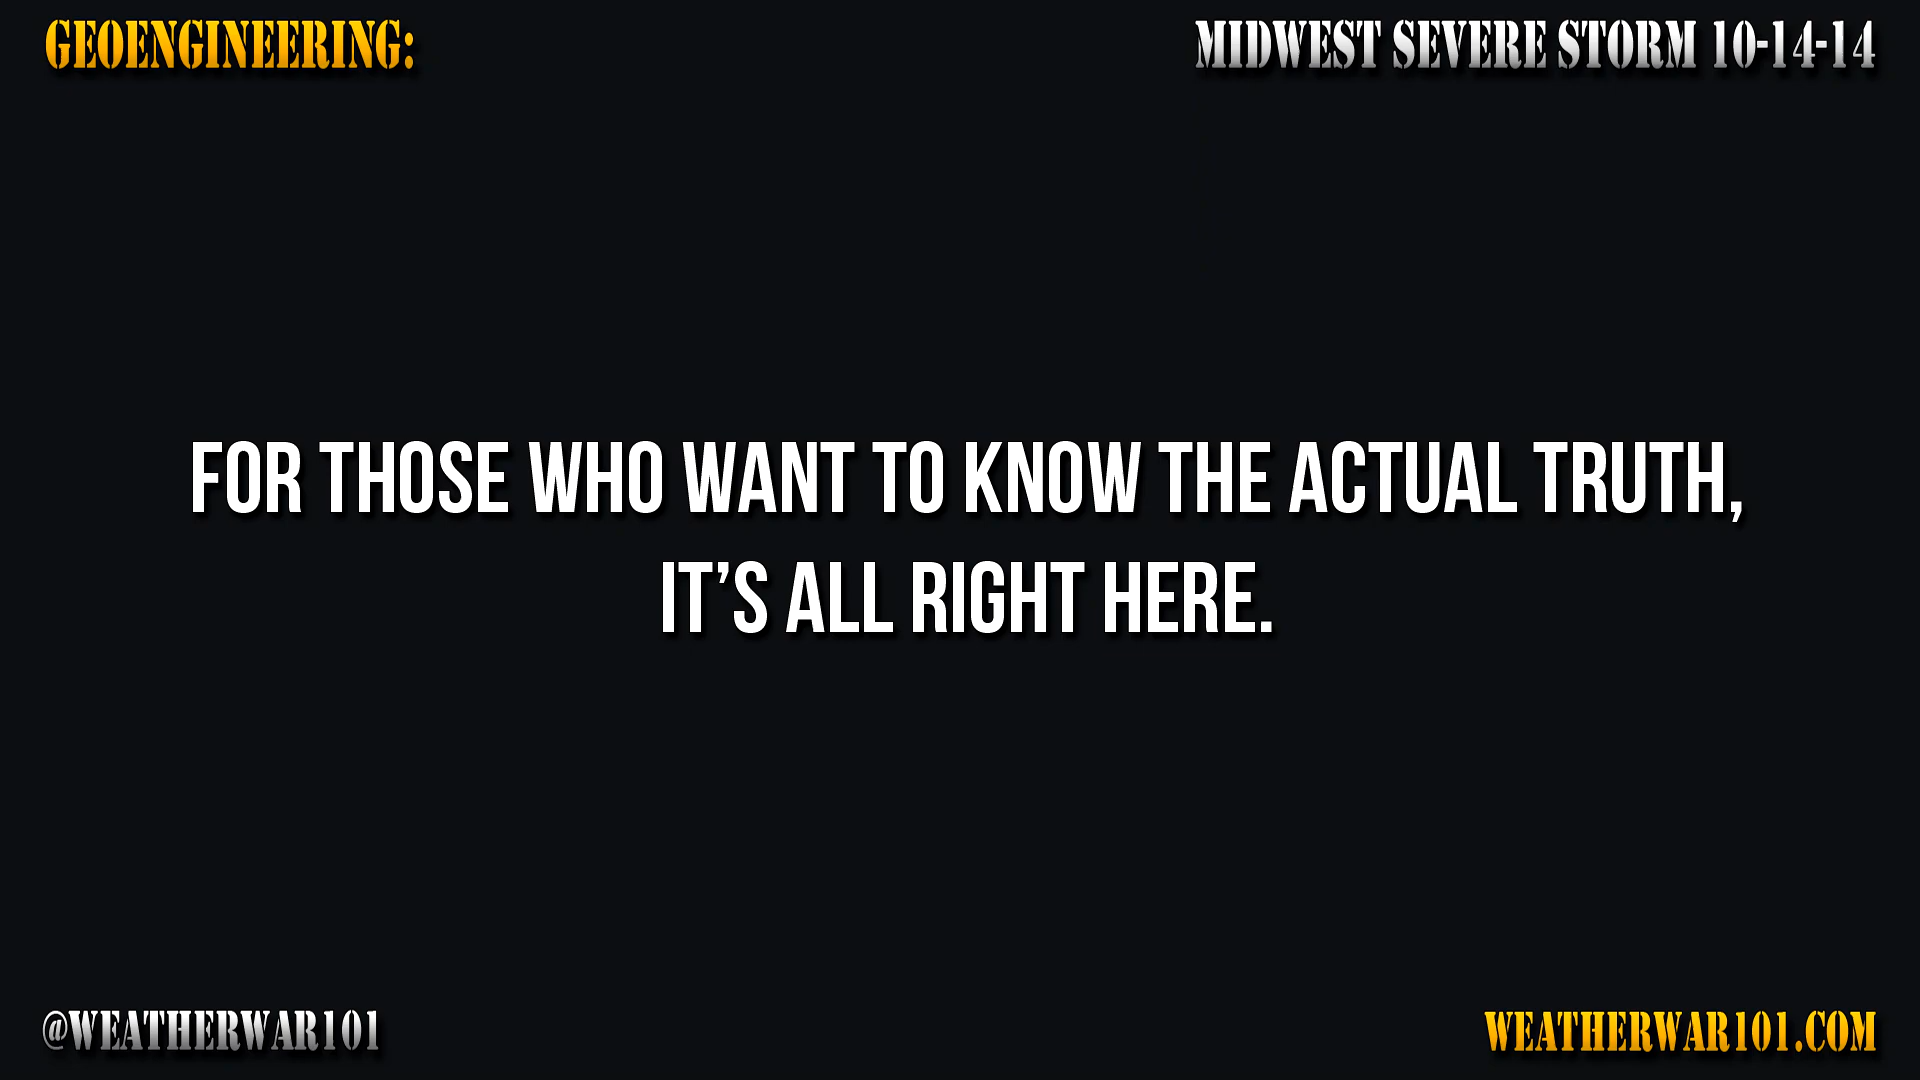 GEOENGINEERING:
MIDWEST SEVERE STORM 10-14-14
FOR THOSE WHO WANT TO KNOW THE ACTUAL TRUTH,
IT’S ALL RIGHT HERE.
@WEATHERWAR101
WEATHERWAR101.COM